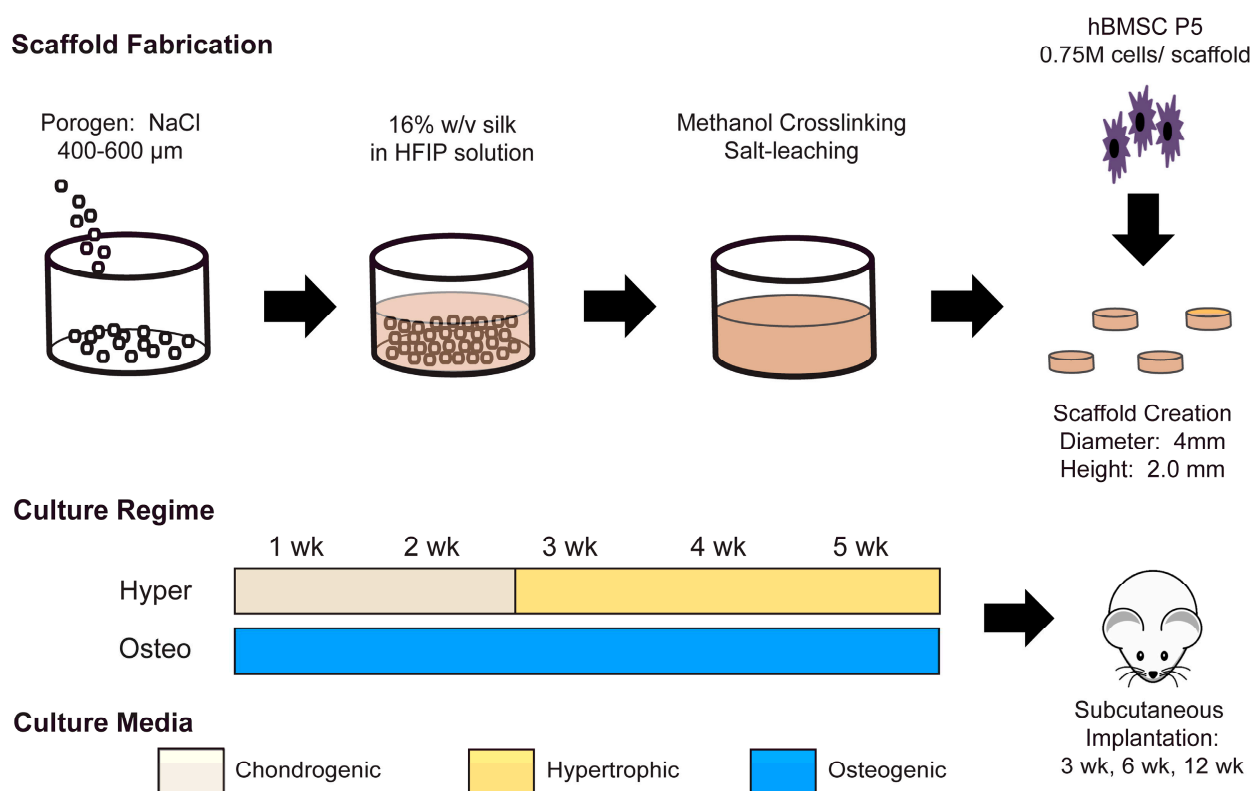 Scaffold Fabrication
Porogen: NaCl
400-600 µm
16% w/v silk
in HFIP solution
Methanol Crosslinking
Salt-leaching
hBMSC P5
0.75M cells/ scaffold
Scaffold Creation
Diameter: 4mm
Height: 2.0 mm
Culture Regime
1 wk 2 wk 3 wk 4 wk 5 wk
Hyper
Osteo
Subcutaneous
Implantation:
3 wk, 6 wk, 12 wk
Culture Media
Chondrogenic Hypertrophic Osteogenic